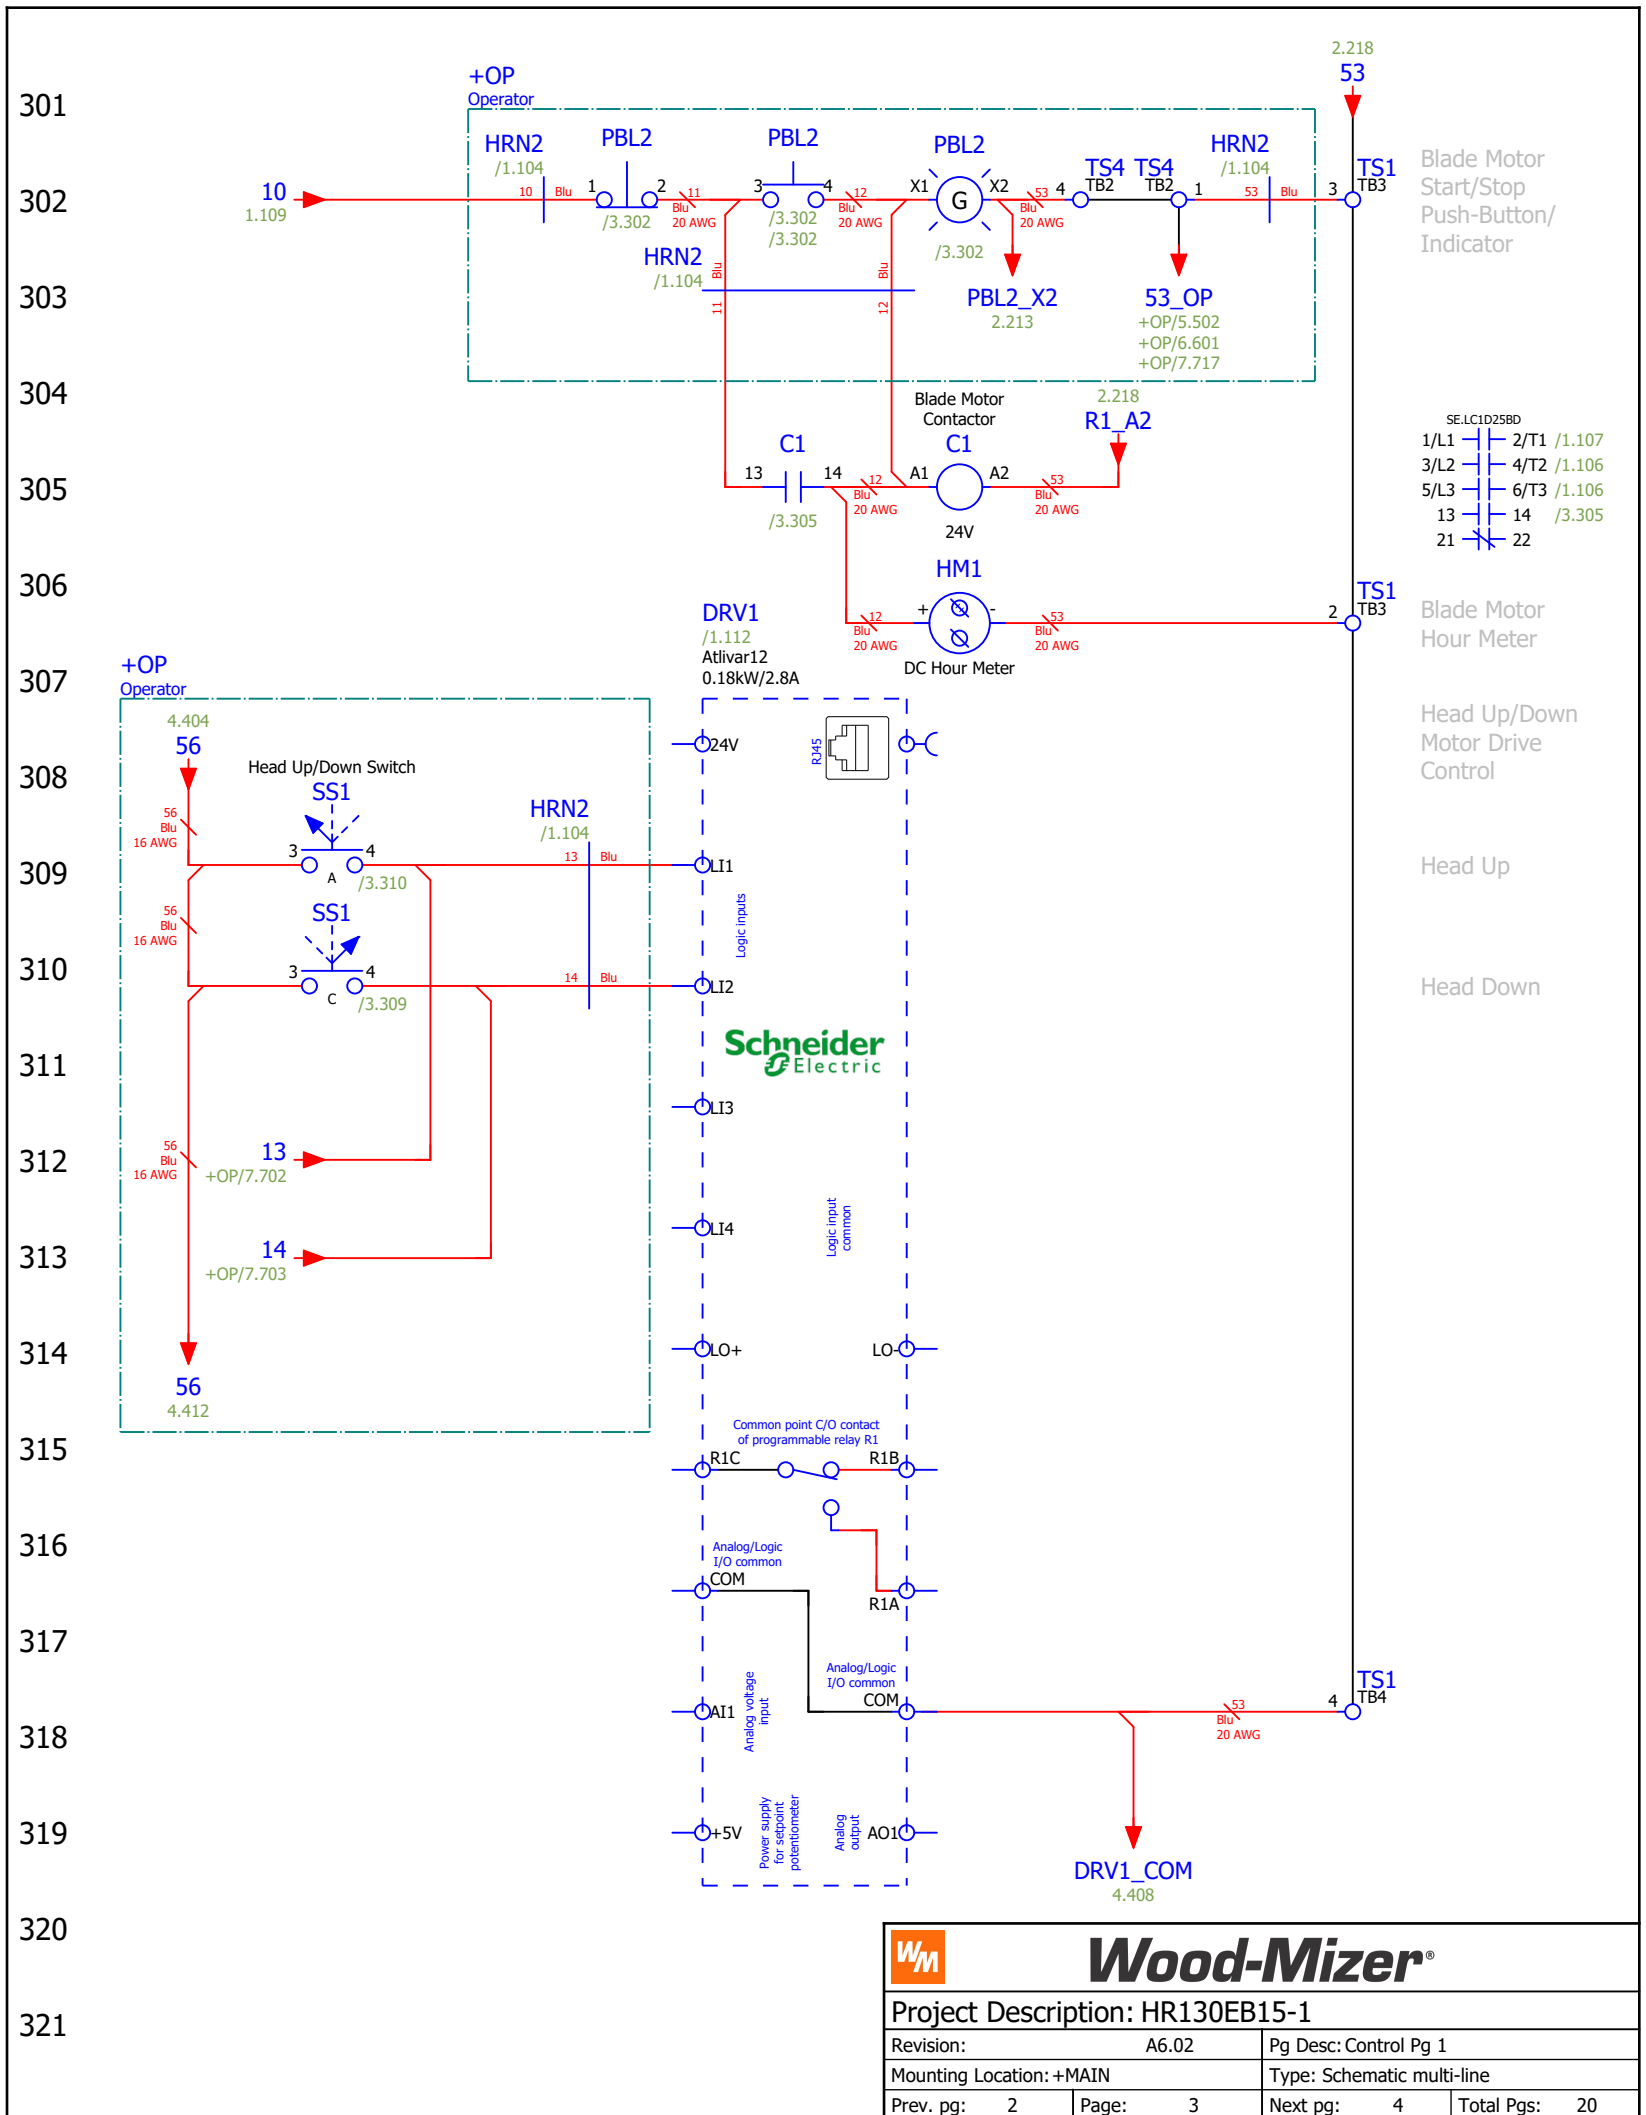 2.218
53
301
+OP
Operator
HRN2
/1.104
PBL2
PBL2
PBL2
HRN2
/1.104
TS4 TS4
TB2 TB2
TS1
TB3
Blade Motor
Start/Stop
Push-Button/
Indicator
302
10
1.109
10 Blu
1 2
/3.302
11
Blu
20 AWG
3 4
/3.302
/3.302
12
Blu
20 AWG
X1 G X2
/3.302
53
Blu
20 AWG
4 1
53 Blu
3
303
HRN2
/1.104
Blu
11
Blu
12
PBL2_X2
2.213
53_OP
+OP/5.502
+OP/6.601
+OP/7.717
304
Blade Motor
Contactor
2.218
R1_A2
C1
C1
305
13 14
/3.305
12
Blu
20 AWG
A1 A2
24V
53
Blu
20 AWG
SE.LC1D25BD
1/L1 2/T1 /1.107
3/L2 4/T2 /1.106
5/L3 6/T3 /1.106
13 14 /3.305
21 22
306
HM1
+ -
12
Blu
20 AWG
53
Blu
20 AWG
DC Hour Meter
2
TS1
TB3
Blade Motor
Hour Meter
DRV1
/1.112
Atlivar12
0.18kW/2.8A
307
+OP
Operator
4.404
56
Head Up/Down
Motor Drive
Control
24V
RJ45
308
Head Up/Down Switch
SS1
56
Blu
16 AWG
HRN2
/1.104
309
3 4
A
/3.310
13 Blu
LI1
Head Up
Logic inputs
SS1
56
Blu
16 AWG
310
3 4
C
/3.309
14 Blu
LI2
Head Down
Schneider
Electric
311
LI3
312
56
Blu
16 AWG
13
+OP/7.702
LI4
Logic input
common
313
14
+OP/7.703
314
LO+
LO-
56
4.412
315
Common point C/O contact
of programmable relay R1
R1C
R1B
316
Analog/Logic
I/O common
COM
R1A
317
Analog/Logic
I/O common
COM
AI1
Analog voltage
input
53
Blu
20 AWG
4
TS1
TB4
318
319
+5V
Power supply
for setpoint
potentiometer
Analog
output
AO1
DRV1_COM
4.408
320
WM
Wood-Mizer®
Project Description: HR130EB15-1
321
Revision: A6.02
Pg Desc: Control Pg 1
Mounting Location: +MAIN
Type: Schematic multi-line
Prev. pg: 2
Page: 3
Next pg: 4
Total Pgs: 20